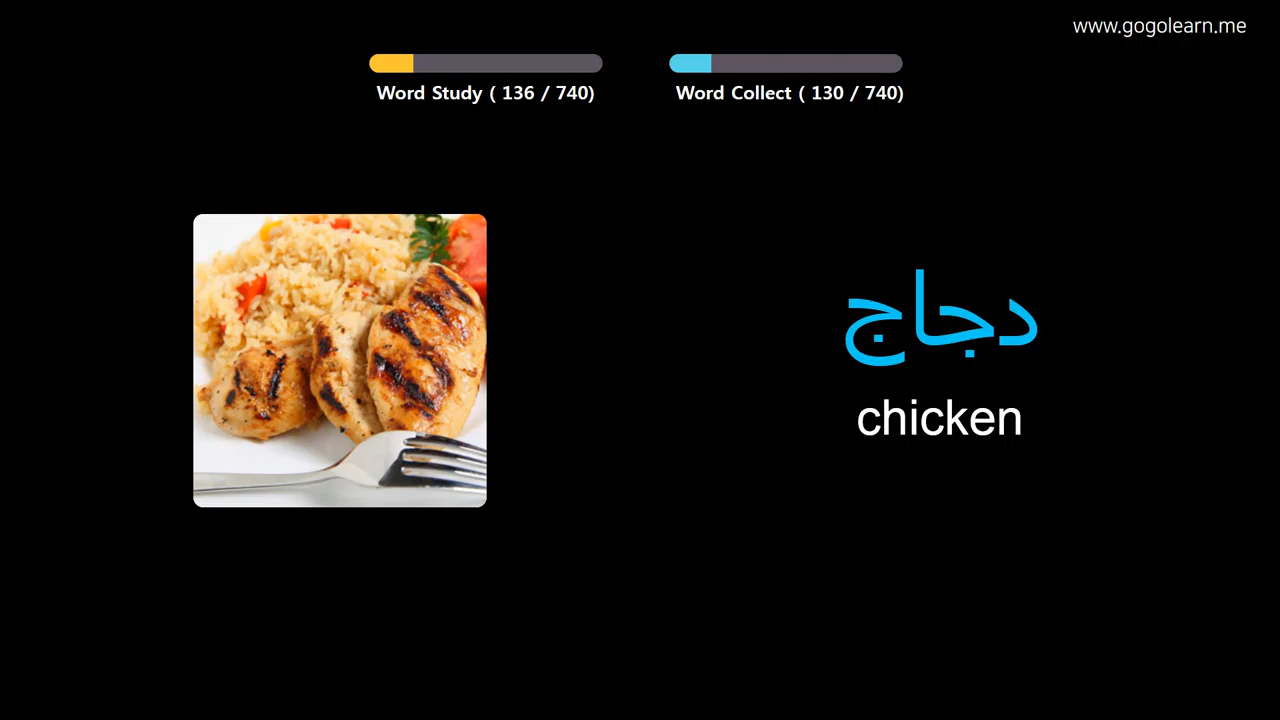 www.gogolearn.me
Word Study ( 136 / 740)
Word Collect ( 130 / 740)
دجاج
chicken